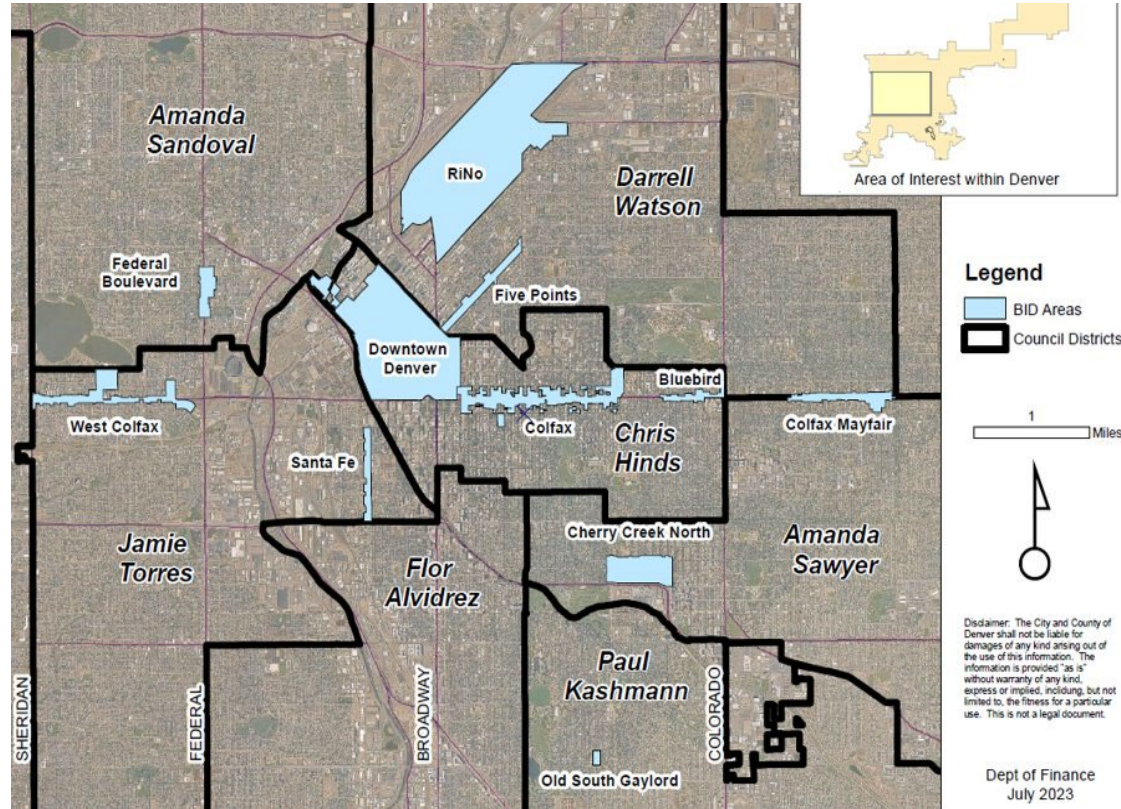 Amanda
Sandoval
RiNo
Darrell
Watson
Area of Interest within Denver
Federal
Boulevard
Five Points
Legend
BID Areas
Council Districts
Downtown
Denver
Bluebird
West Colfax
Colfax
Colfax Mayfair
1
Miles
Santa Fe
Chris
Hinds
Cherry Creek North
Jamie
Torres
Flor
Alvidrez
Amanda
Sawyer
Paul
Kashmann
Disclaimer: The City and County of
Denver shall not be liable for
damages of any kind arising out of
the use of this information. The
information is provided "as is"
without warranty of any kind,
express or implied, inclidung, but not
limited to, the fitness for a particular
use. This is not a legal document.
SHERIDAN
FEDERAL
BROADWAY
COLORADO
Old South Gaylord
Dept of Finance
July 2023